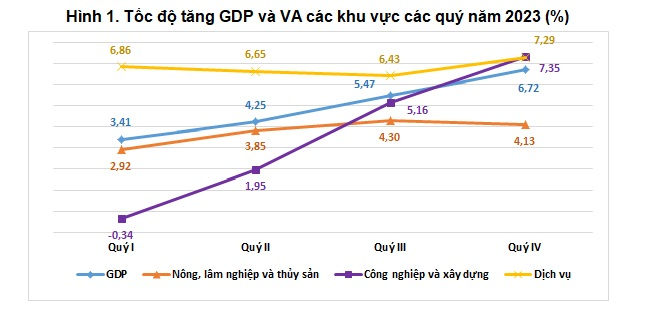 Hình 1. Tốc độ tăng GDP và VA các khu vực các quý năm 2023 (%)
6,86
6,65
6,43
7,29
3,41
4,25
5,47
7,35
6,72
2,92
3,85
4,30
5,16
4,13
1,95
-0,34
Quý I
Quý II
Quý III
Quý IV
GDP
Nông, lâm nghiệp và thủy sản
Công nghiệp và xây dựng
Dịch vụ